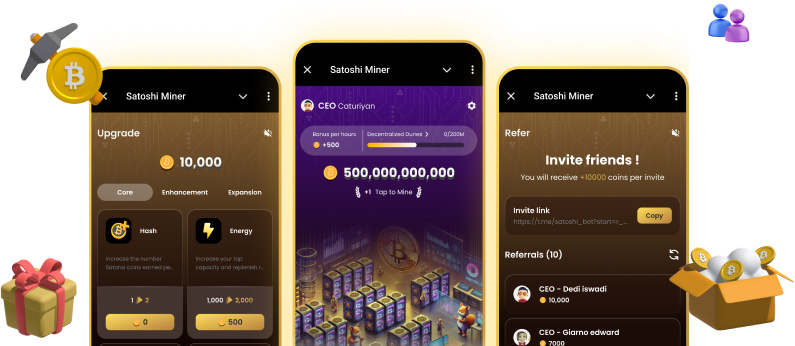 Satoshi Miner
Upgrade
10,000
Core
Enhancement
Expansion
Hash
Increase the number
Satoshi coins earned pe...
1 2
0
Energy
Increase your tap
capacity and replenish r...
1,000 2,000
500
Satoshi Miner
CEO Caturiyan
Bonus per hours
+500
Decentralized Dunes
0/200M
500,000,000,000
+1 Tap to Mine
Satoshi Miner
Refer
Invite friends !
You will receive +10000 coins per invite
Invite link
https://t.me/satoshi_bot?start=r_...
Copy
Referrals (10)
CEO - Dedi iswadi
10,000
CEO - Giarno edward
7000